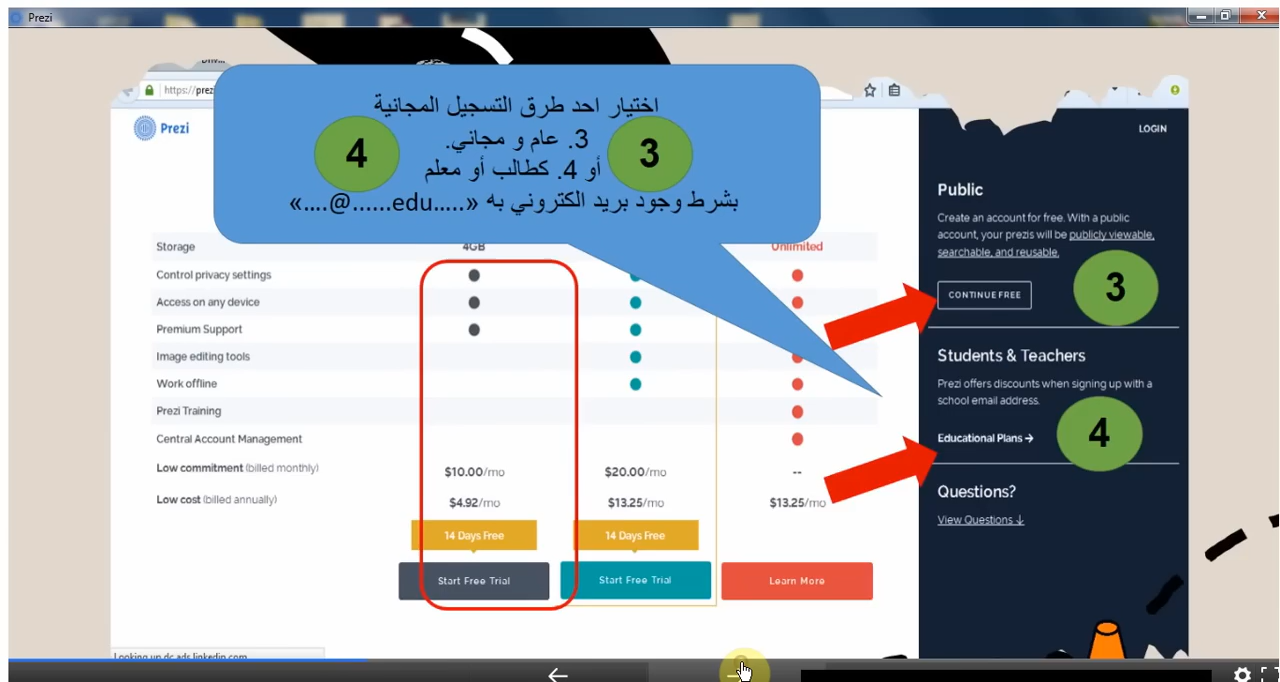 Prezi
https://prez
Prezi
اختيار احد طرق التسجيل المجانية
3. عام و مجاني.
أو 4. كطالب أو معلم
بشرط وجود بريد الكتروني به «.....edu......@....»
3
4
LOGIN
Public
Create an account for free. With a public
account, your prezis will be publicly viewable,
searchable, and reusable.
CONTINUE FREE
3
Students & Teachers
Prezi offers discounts when signing up with a
school email address.
Educational Plans →
4
Questions?
View Questions ↓
Storage 4GB Unlimited
Control privacy settings
Access on any device
Premium Support
Image editing tools
Work offline
Prezi Training
Central Account Management
Low commitment (billed monthly) $10.00/mo $20.00/mo --
Low cost (billed annually) $4.92/mo $13.25/mo $13.25/mo
14 Days Free 14 Days Free
Start Free Trial Start Free Trial Learn More
Looking up dc.ads.linkedin.com